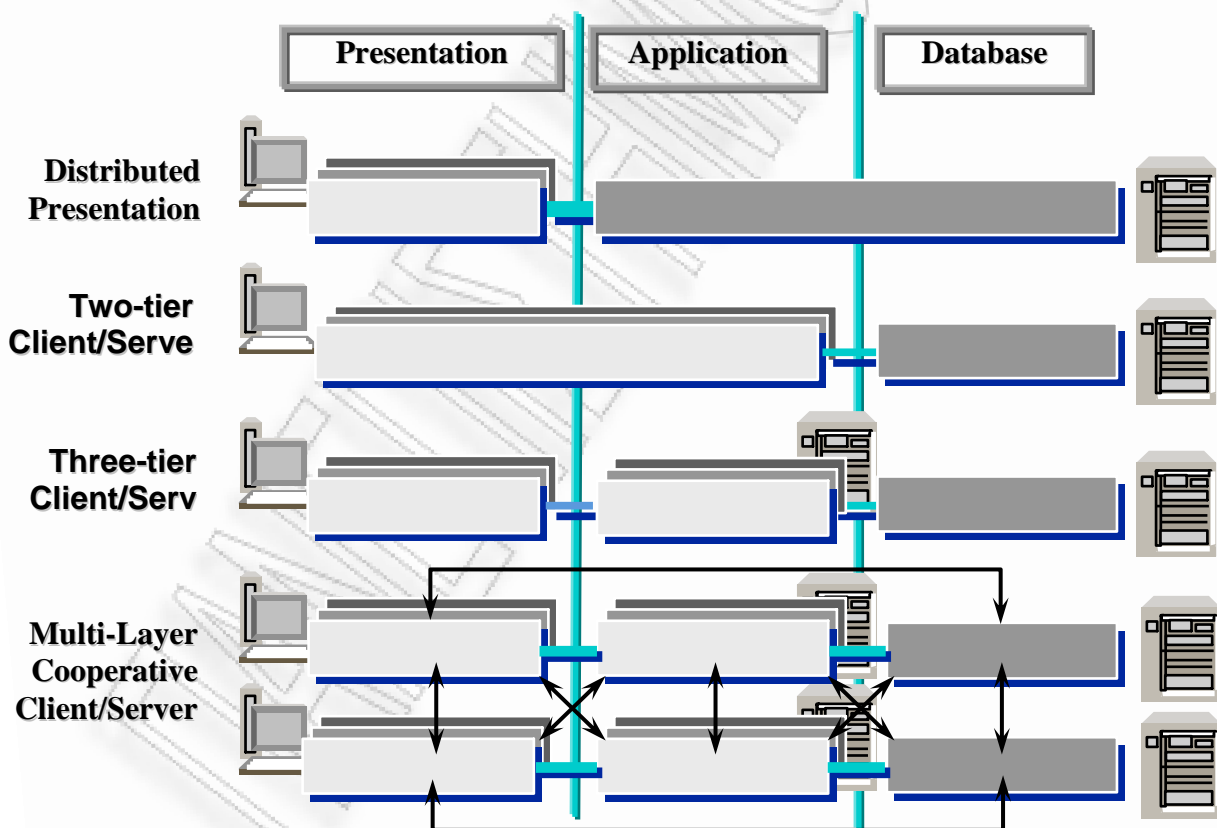 Presentation
Application
Database
Distributed
Presentation
Two-tier
Client/Serve
Three-tier
Client/Serv
Multi-Layer
Cooperative
Client/Server